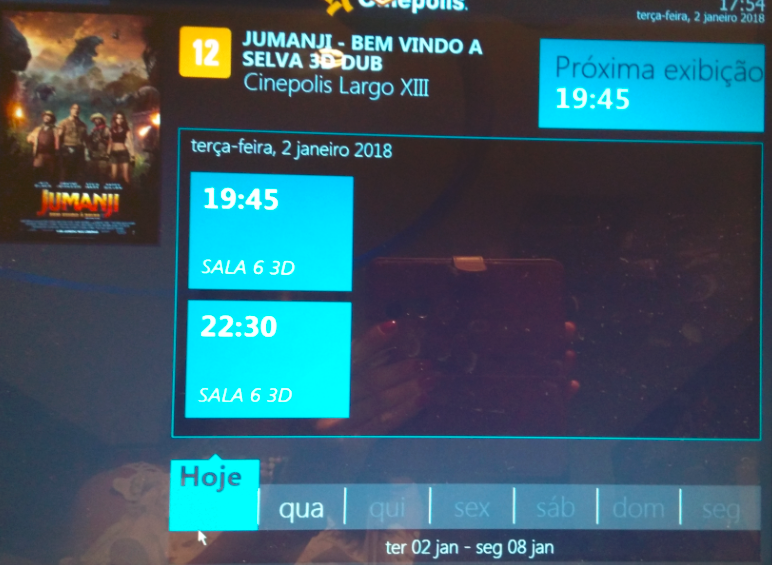 Cinépolis.
17:54
terça-feira, 2 janeiro 2018
12
JUMANJI - BEM VINDO A
SELVA 3D DUB
Cinepolis Largo XIII
Próxima exibição
19:45
JUMANJI
terça-feira, 2 janeiro 2018
19:45
SALA 6 3D
22:30
SALA 6 3D
Hoje
qua
qui
sex
sáb
dom
seg
ter 02 jan - seg 08 jan